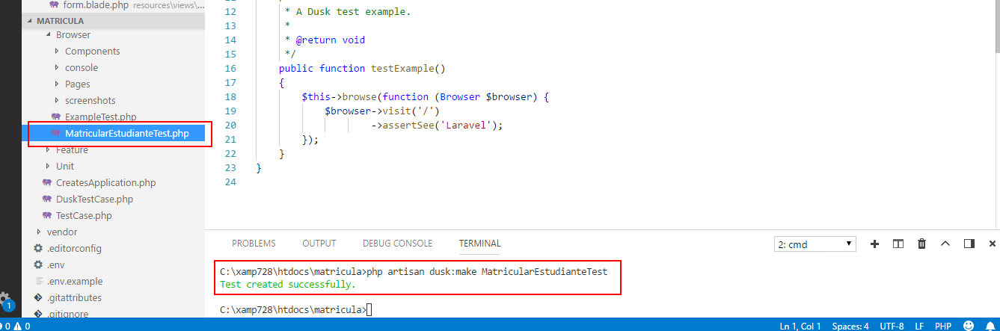 form.blade.php resources\views\...
MATRICULA
Browser
Components
console
Pages
screenshots
ExampleTest.php
MatricularEstudianteTest.php
Feature
Unit
CreatesApplication.php
DuskTestCase.php
TestCase.php
vendor
.editorconfig
.env
.env.example
.gitattributes
.gitignore
1
12 * A Dusk test example.
13 *
14 * @return void
15 */
16 public function testExample()
17 {
18 $this->browse(function (Browser $browser) {
19 $browser->visit('/')
20 ->assertSee('Laravel');
21 });
22 }
23 }
24
PROBLEMS OUTPUT DEBUG CONSOLE TERMINAL 2: cmd
C:\xamp728\htdocs\matricula>php artisan dusk:make MatricularEstudianteTest
Test created successfully.
C:\xamp728\htdocs\matricula>
0 0 Ln 1, Col 1 Spaces: 4 UTF-8 LF PHP